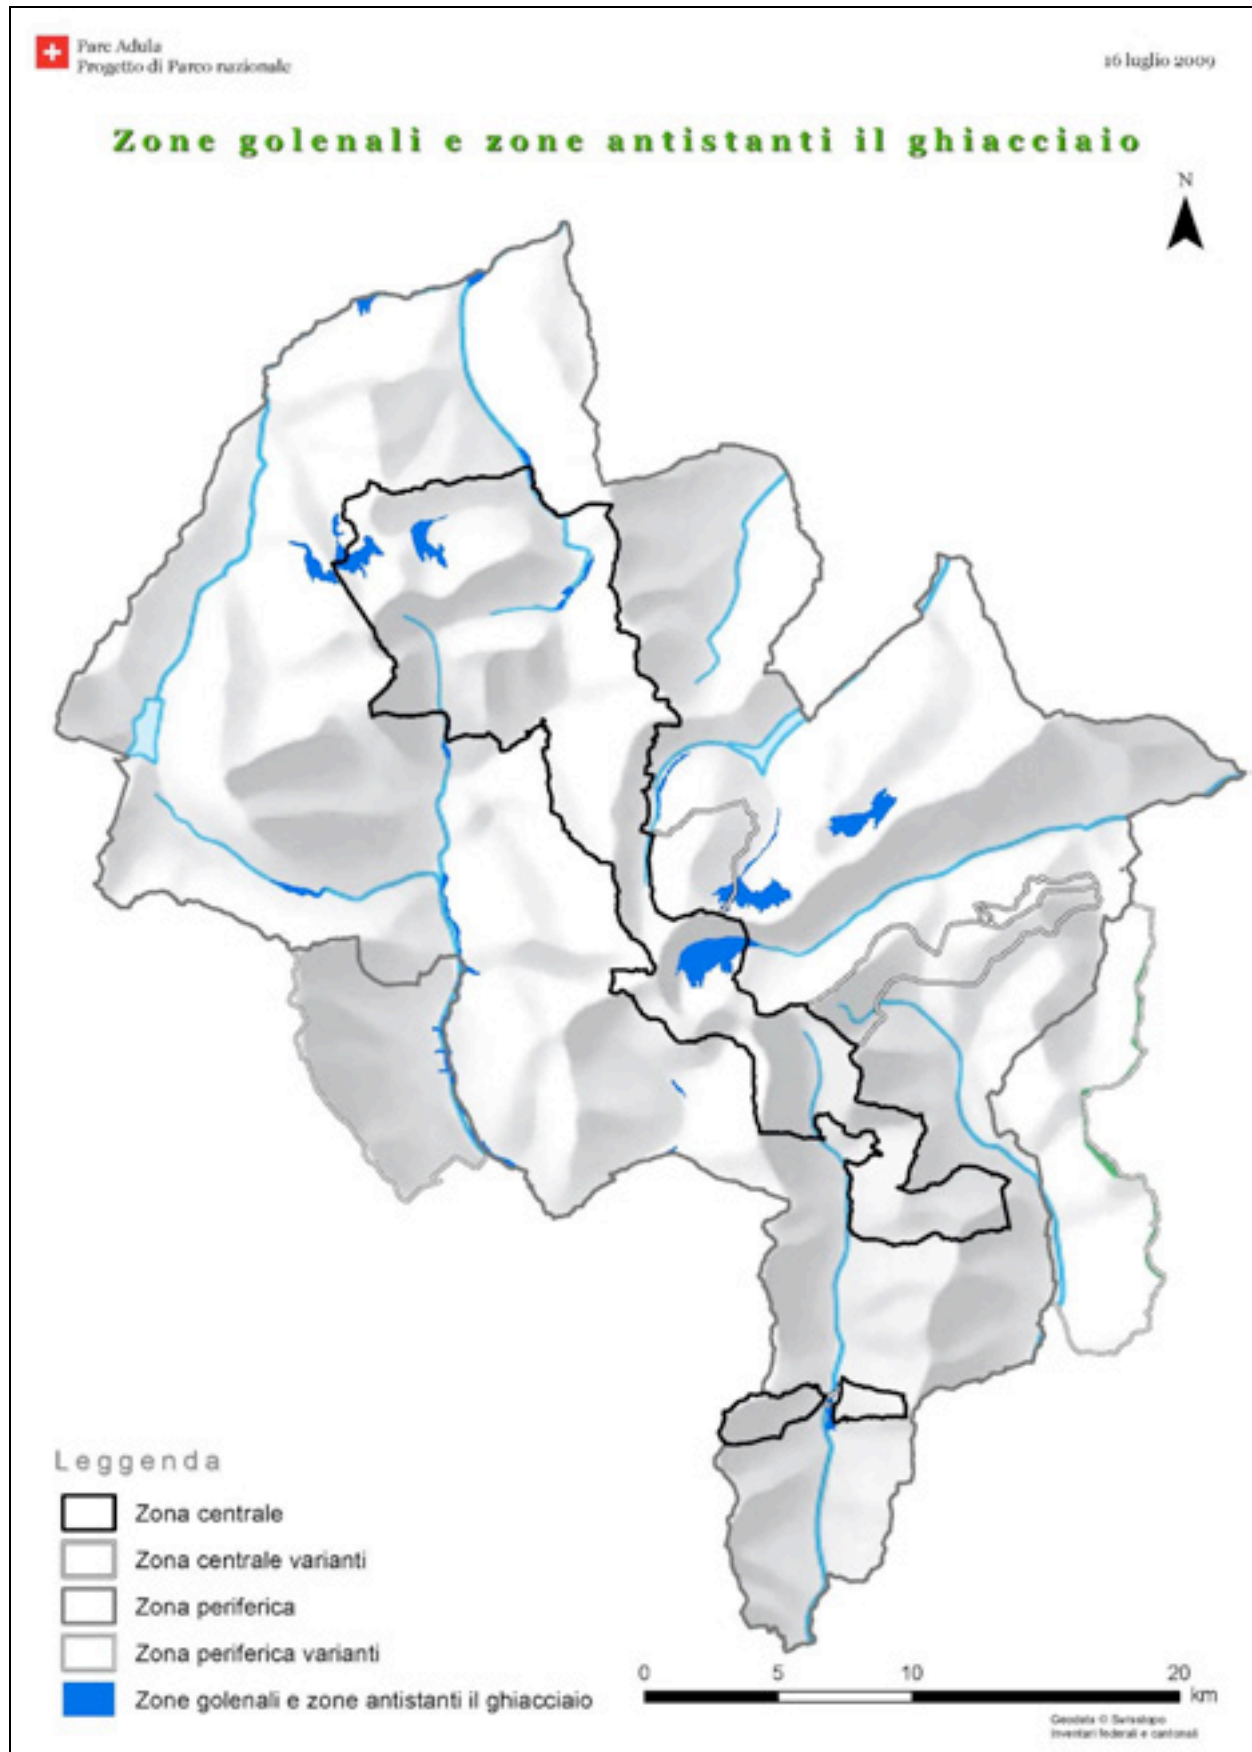 Parc Adula
Progetto di Parco nazionale
16 luglio 2009
Zone golenali e zone antistanti il ghiacciaio
N
Leggenda
Zona centrale
Zona centrale varianti
Zona periferica
Zona periferica varianti
Zone golenali e zone antistanti il ghiacciaio
0 5 10 20
km
Geodata © Swisstopo
Inventari federali e cantonali